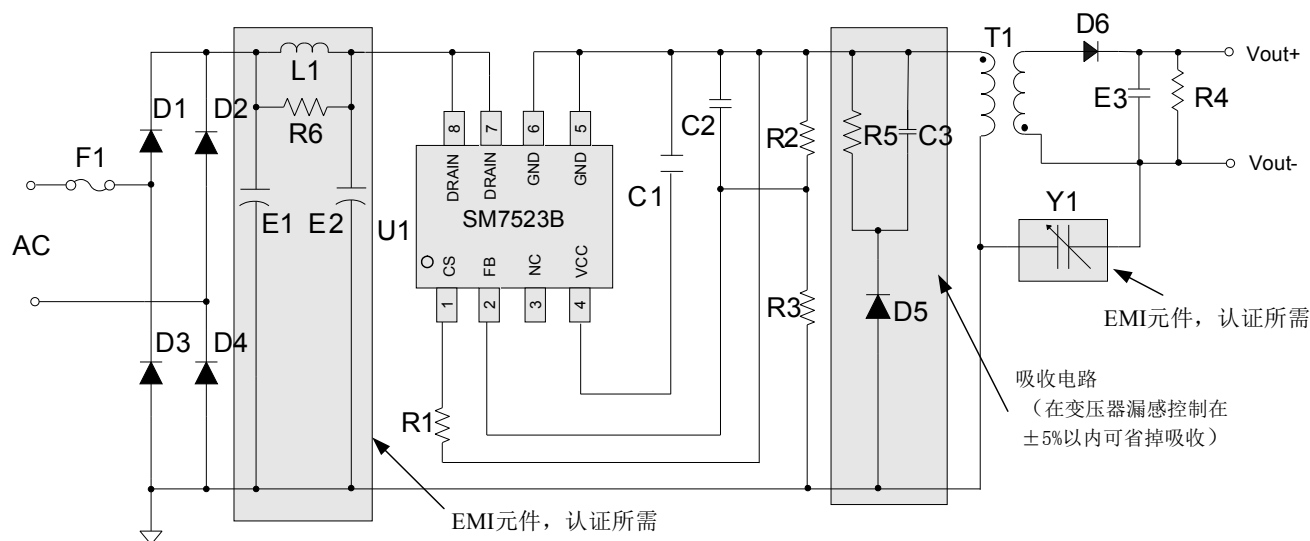 T1
D6
Vout+
L1
D1
D2
E3
R4
R6
C2
R2
R5
C3
F1
8
7
6
5
DRAIN
DRAIN
GND
GND
C1
Vout-
E1
E2
U1
SM7523B
Y1
AC
CS
FB
NC
VCC
1
2
3
4
R3
D5
EMI元件，认证所需
D3
D4
吸收电路
（在变压器漏感控制在
±5%以内可省掉吸收）
R1
EMI元件，认证所需